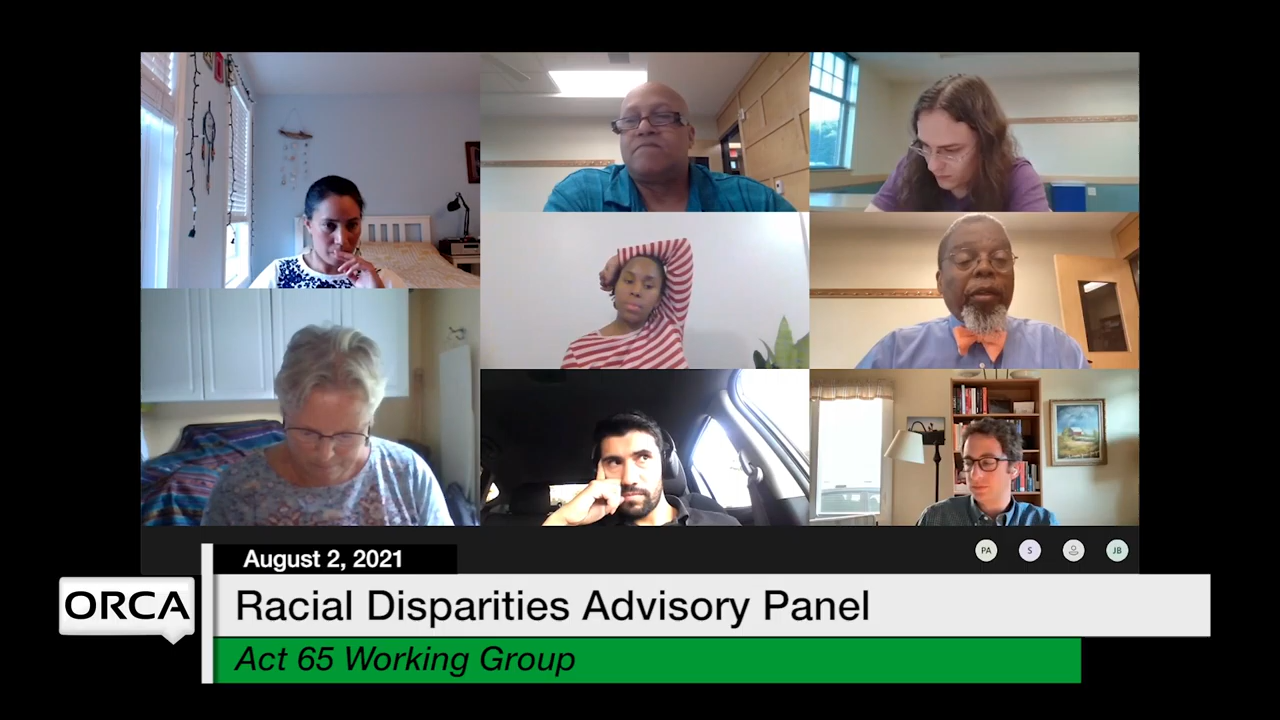 PA S JB
August 2, 2021
ORCA
Racial Disparities Advisory Panel
Act 65 Working Group